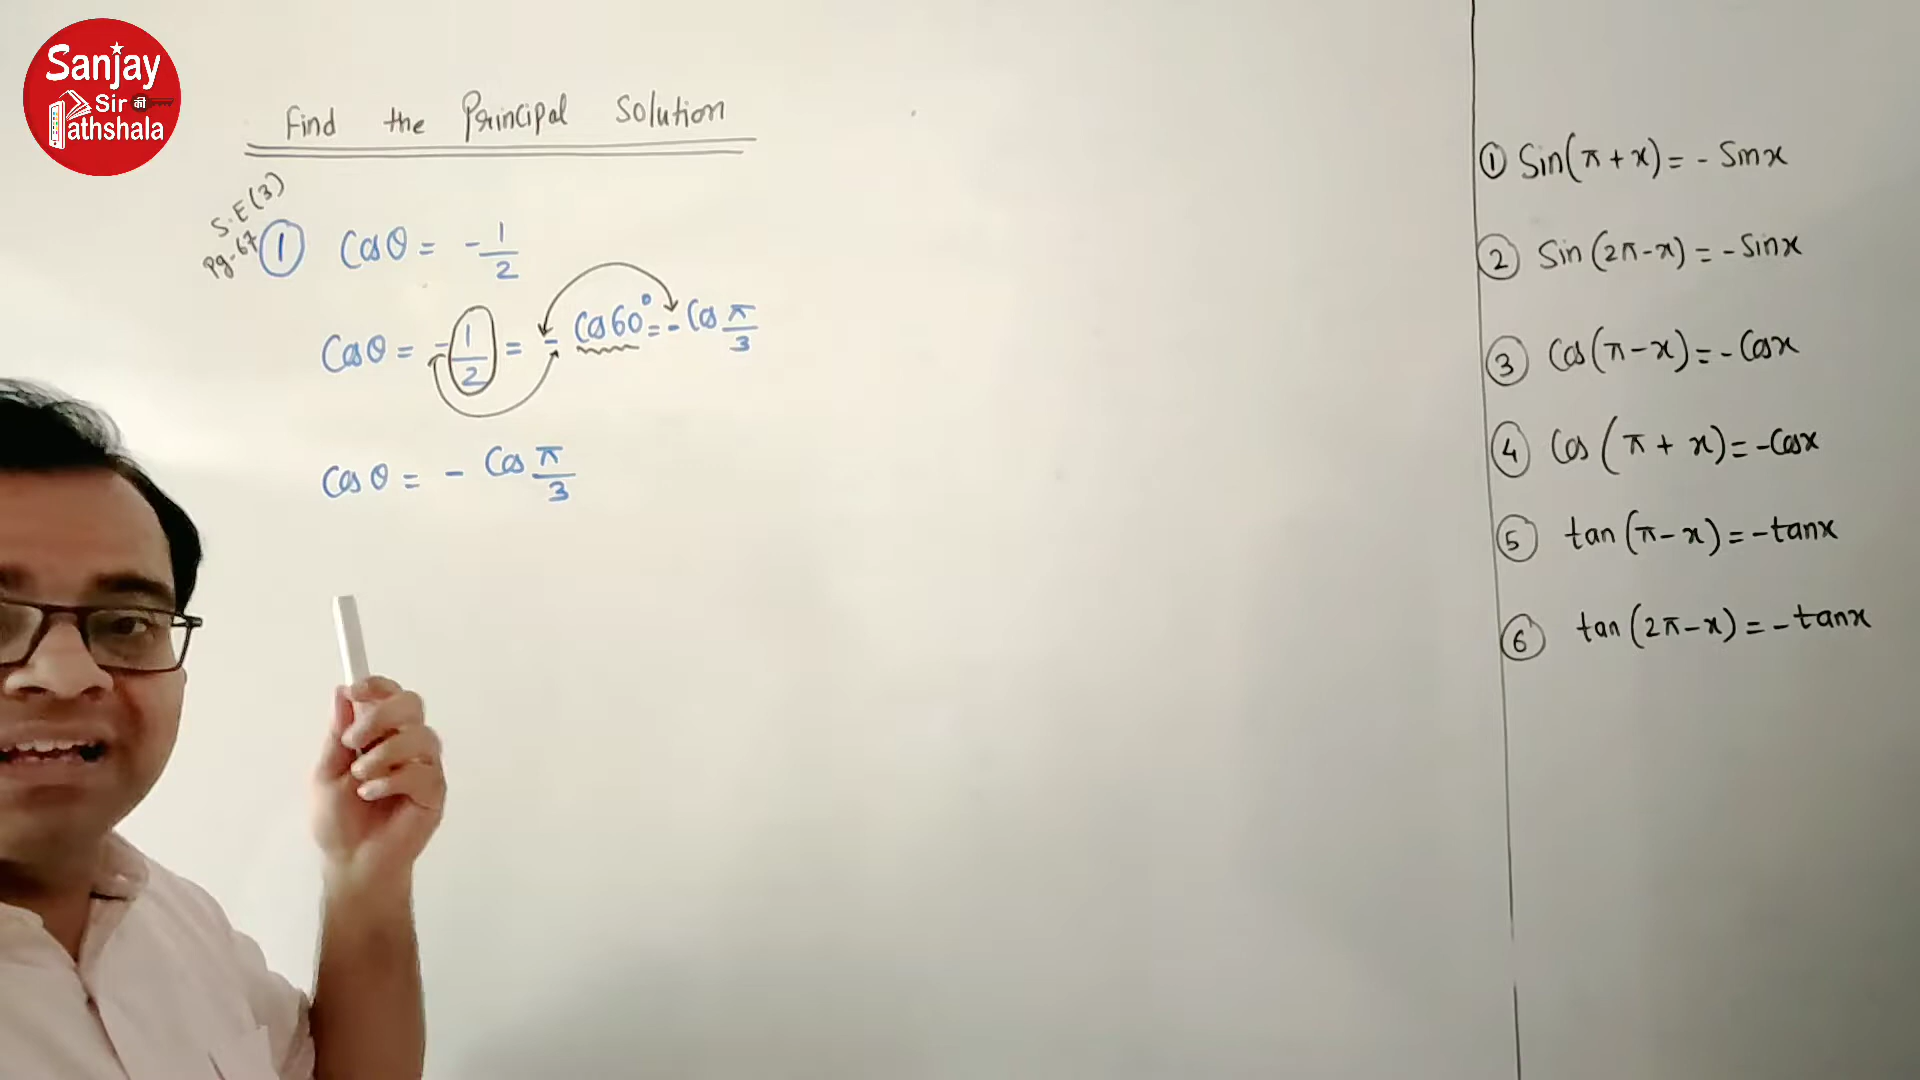 Sanjay
Sir की
Pathshala
Find the Principal Solution
S.E(3)
Pg-67
① Cosθ = -1/2
Cosθ = -1/2 = - Cos60° = - Cos π/3
Cosθ = - Cos π/3
① Sin(π+x) = - Sinx
② Sin(2π-x) = - Sinx
③ Cos(π-x) = - Cosx
④ Cos(π+x) = -Cosx
⑤ tan(π-x) = -tanx
⑥ tan(2π-x) = -tanx